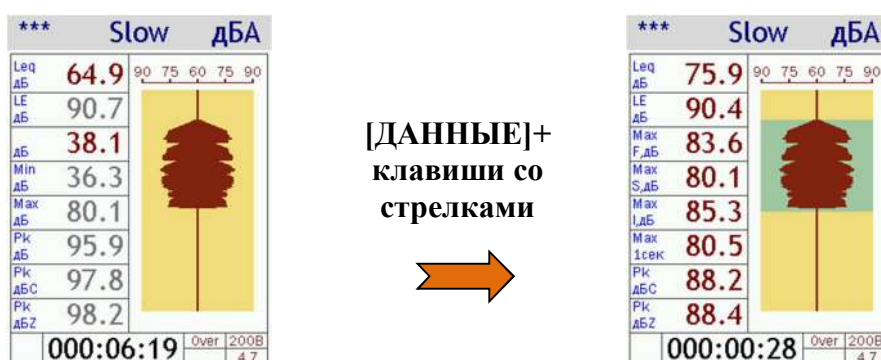 *** Slow дБА
Leq дБ 64.9 90 75 60 75 90
LE дБ 90.7
дБ 38.1
Min дБ 36.3
Max дБ 80.1
Pk дБ 95.9
Pk дБC 97.8
Pk дБZ 98.2
000:06:19 Over 200В 4.7
[ДАННЫЕ]+
клавиши со
стрелками
*** Slow дБА
Leq дБ 75.9 90 75 60 75 90
LE дБ 90.4
Max F,дБ 83.6
Max S,дБ 80.1
Max I,дБ 85.3
Max 1сек 80.5
Pk дБC 88.2
Pk дБZ 88.4
000:00:28 Over 200В 4.7